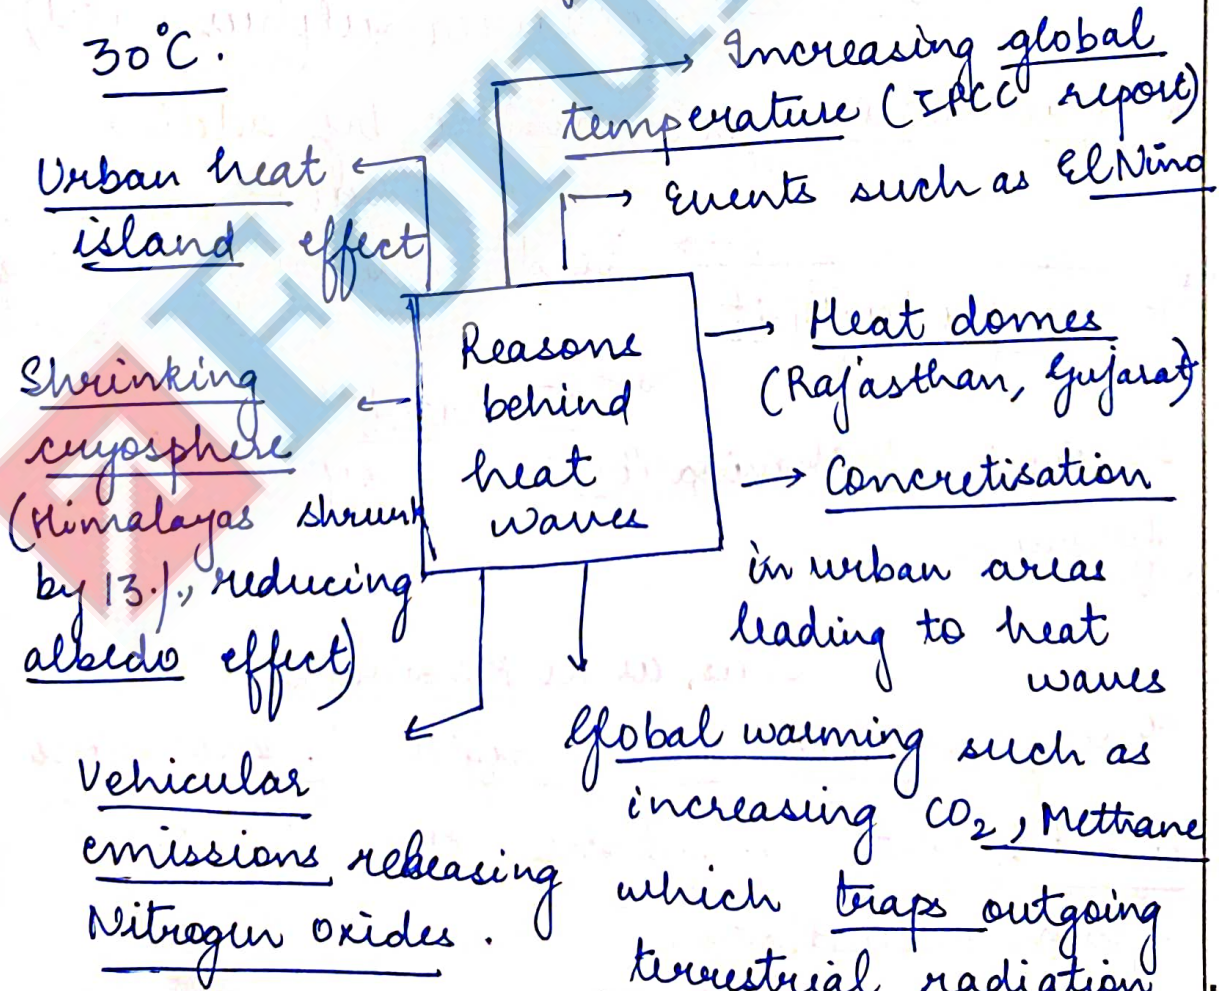 30°C.
Increasing global
temperature (IPCC report)
Events such as El Nino
Urban heat
island effect
Reasons
behind
heat
waves
Heat domes
(Rajasthan, Gujarat)
Concretisation
in urban areas
leading to heat
waves
Shrinking
cryosphere
(Himalayas shrunk
by 13%, reducing
albedo effect)
Vehicular
emissions releasing
Nitrogen oxides.
Global warming such as
increasing CO₂, Methane
which traps outgoing
terrestrial radiation.
Foru